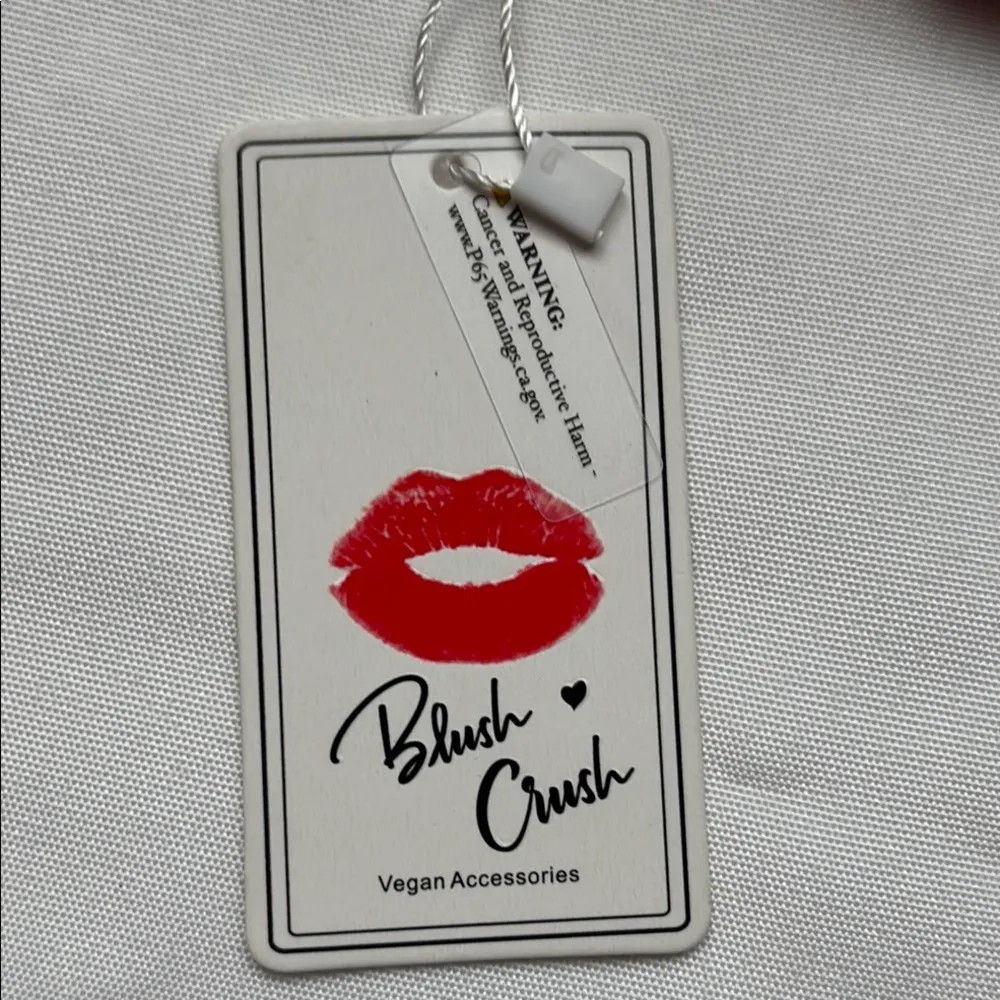 WARNING:
Cancer and Reproductive Harm -
www.P65Warnings.ca.gov.
Blush
Crush
Vegan Accessories